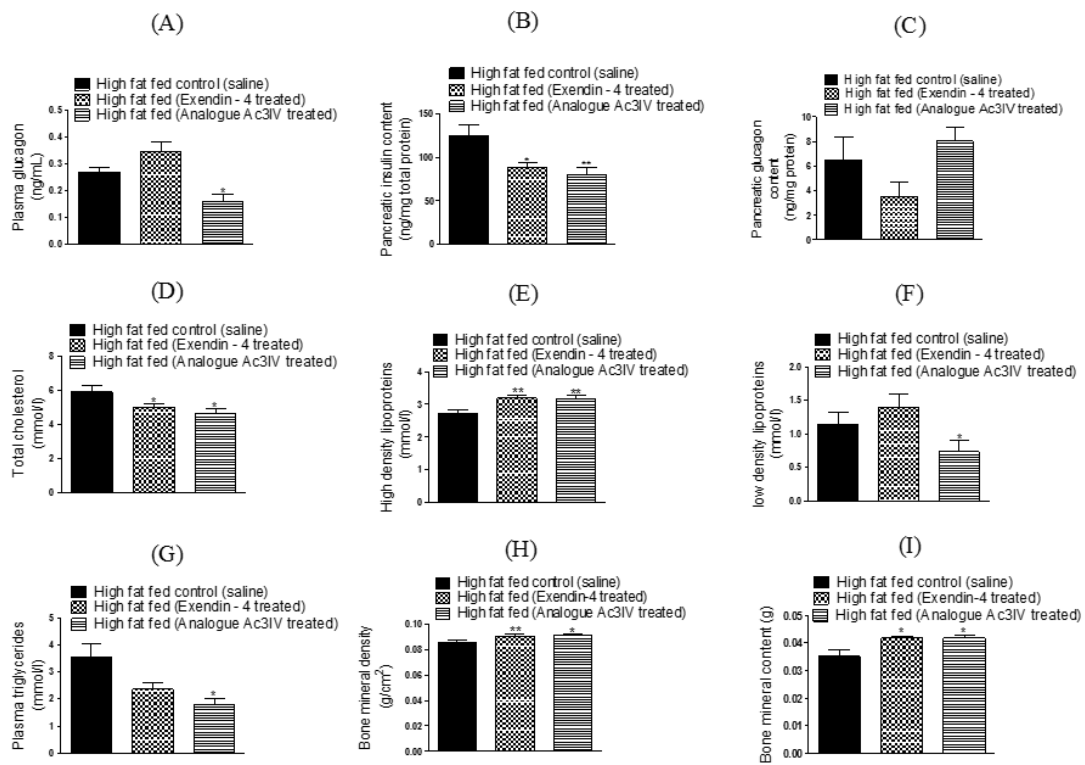 (A)
High fat fed control (saline)
High fat fed (Exendin - 4 treated)
High fat fed (Analogue Ac3IV treated)
Plasma glucagon
(ng/mL)
0.5
0.4
0.3
0.2
0.1
0.0
*
(B)
High fat fed control (saline)
High fat fed (Exendin - 4 treated)
High fat fed (Analogue Ac3IV treated)
Pancreatic insulin content
(ng/mg total protein)
150
100
50
0
*
**
(C)
High fat fed control (saline)
High fat fed (Exendin - 4 treated)
High fat fed (Analogue Ac3IV treated)
Pancreatic glucagon
content
(ng/mg protein)
10
8
6
4
2
0
(D)
High fat fed control (saline)
High fat fed (Exendin - 4 treated)
High fat fed (Analogue Ac3IV treated)
Total cholesterol
(mmol/l)
8
6
4
2
0
*
*
(E)
High fat fed control (saline)
High fat fed (Exendin - 4 treated)
High fat fed (Analogue Ac3IV treated)
High density lipoproteins
(mmol/l)
4
3
2
1
0
**
**
(F)
High fat fed control (saline)
High fat fed (Exendin - 4 treated)
High fat fed (Analogue Ac3IV treated)
low density lipoproteins
(mmol/l)
2.0
1.5
1.0
0.5
0.0
*
(G)
High fat fed control (saline)
High fat fed (Exendin - 4 treated)
High fat fed (Analogue Ac3IV treated)
Plasma triglycerides
(mmol/l)
5
4
3
2
1
0
*
(H)
High fat fed control (saline)
High fat fed (Exendin-4 treated)
High fat fed (Analogue Ac3IV treated)
Bone mineral density
(g/cm²)
0.10
0.08
0.06
0.04
0.02
0.00
**
*
(I)
High fat fed control (saline)
High fat fed (Exendin-4 treated)
High fat fed (Analogue Ac3IV treated)
Bone mineral content (g)
0.05
0.04
0.03
0.02
0.01
0.00
*
*